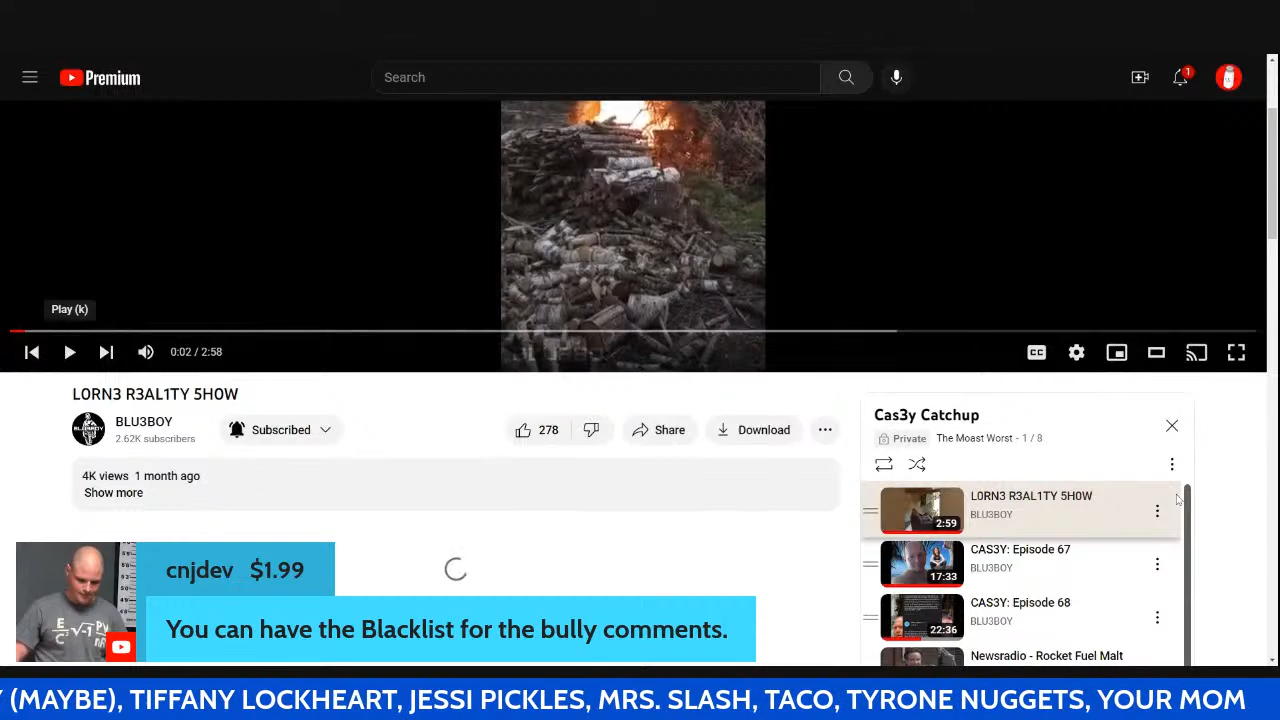 Premium
Search
1
Play (k)
0:02 / 2:58
CC
L0RN3 R3AL1TY 5H0W
BLU3BOY
2.62K subscribers
Subscribed
278
Share
Download
4K views 1 month ago
Show more
Cas3y Catchup
Private
The Moast Worst - 1 / 8
2:59
L0RN3 R3AL1TY 5H0W
BLU3BOY
17:33
CAS3Y: Episode 67
BLU3BOY
22:36
CAS3Y: Episode 68
BLU3BOY
Newsradio - Rocket Fuel Malt
cnjdev $1.99
You can have the Blacklist for the bully comments.
Y (MAYBE), TIFFANY LOCKHEART, JESSI PICKLES, MRS. SLASH, TACO, TYRONE NUGGETS, YOUR MOM